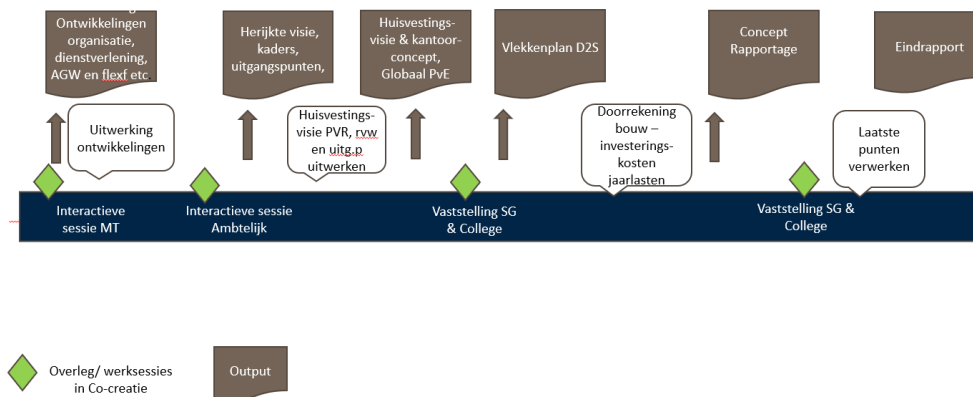 Ontwikkelingen
organisatie,
dienstverlening,
AGW en flexf etc.
Herijkte visie,
kaders,
uitgangspunten,
Huisvestings-
visie & kantoor-
concept,
Globaal PvE
Vlekkenplan D2S
Concept
Rapportage
Eindrapport
Uitwerking
ontwikkelingen
Huisvestings-
visie PVR, rvw
en uitg.p
uitwerken
Doorrekening
bouw –
investerings-
kosten
jaarlasten
Laatste
punten
verwerken
Interactieve
sessie MT
Interactieve sessie
Ambtelijk
Vaststelling SG
& College
Vaststelling SG &
College
Overleg/ werksessies
in Co-creatie
Output